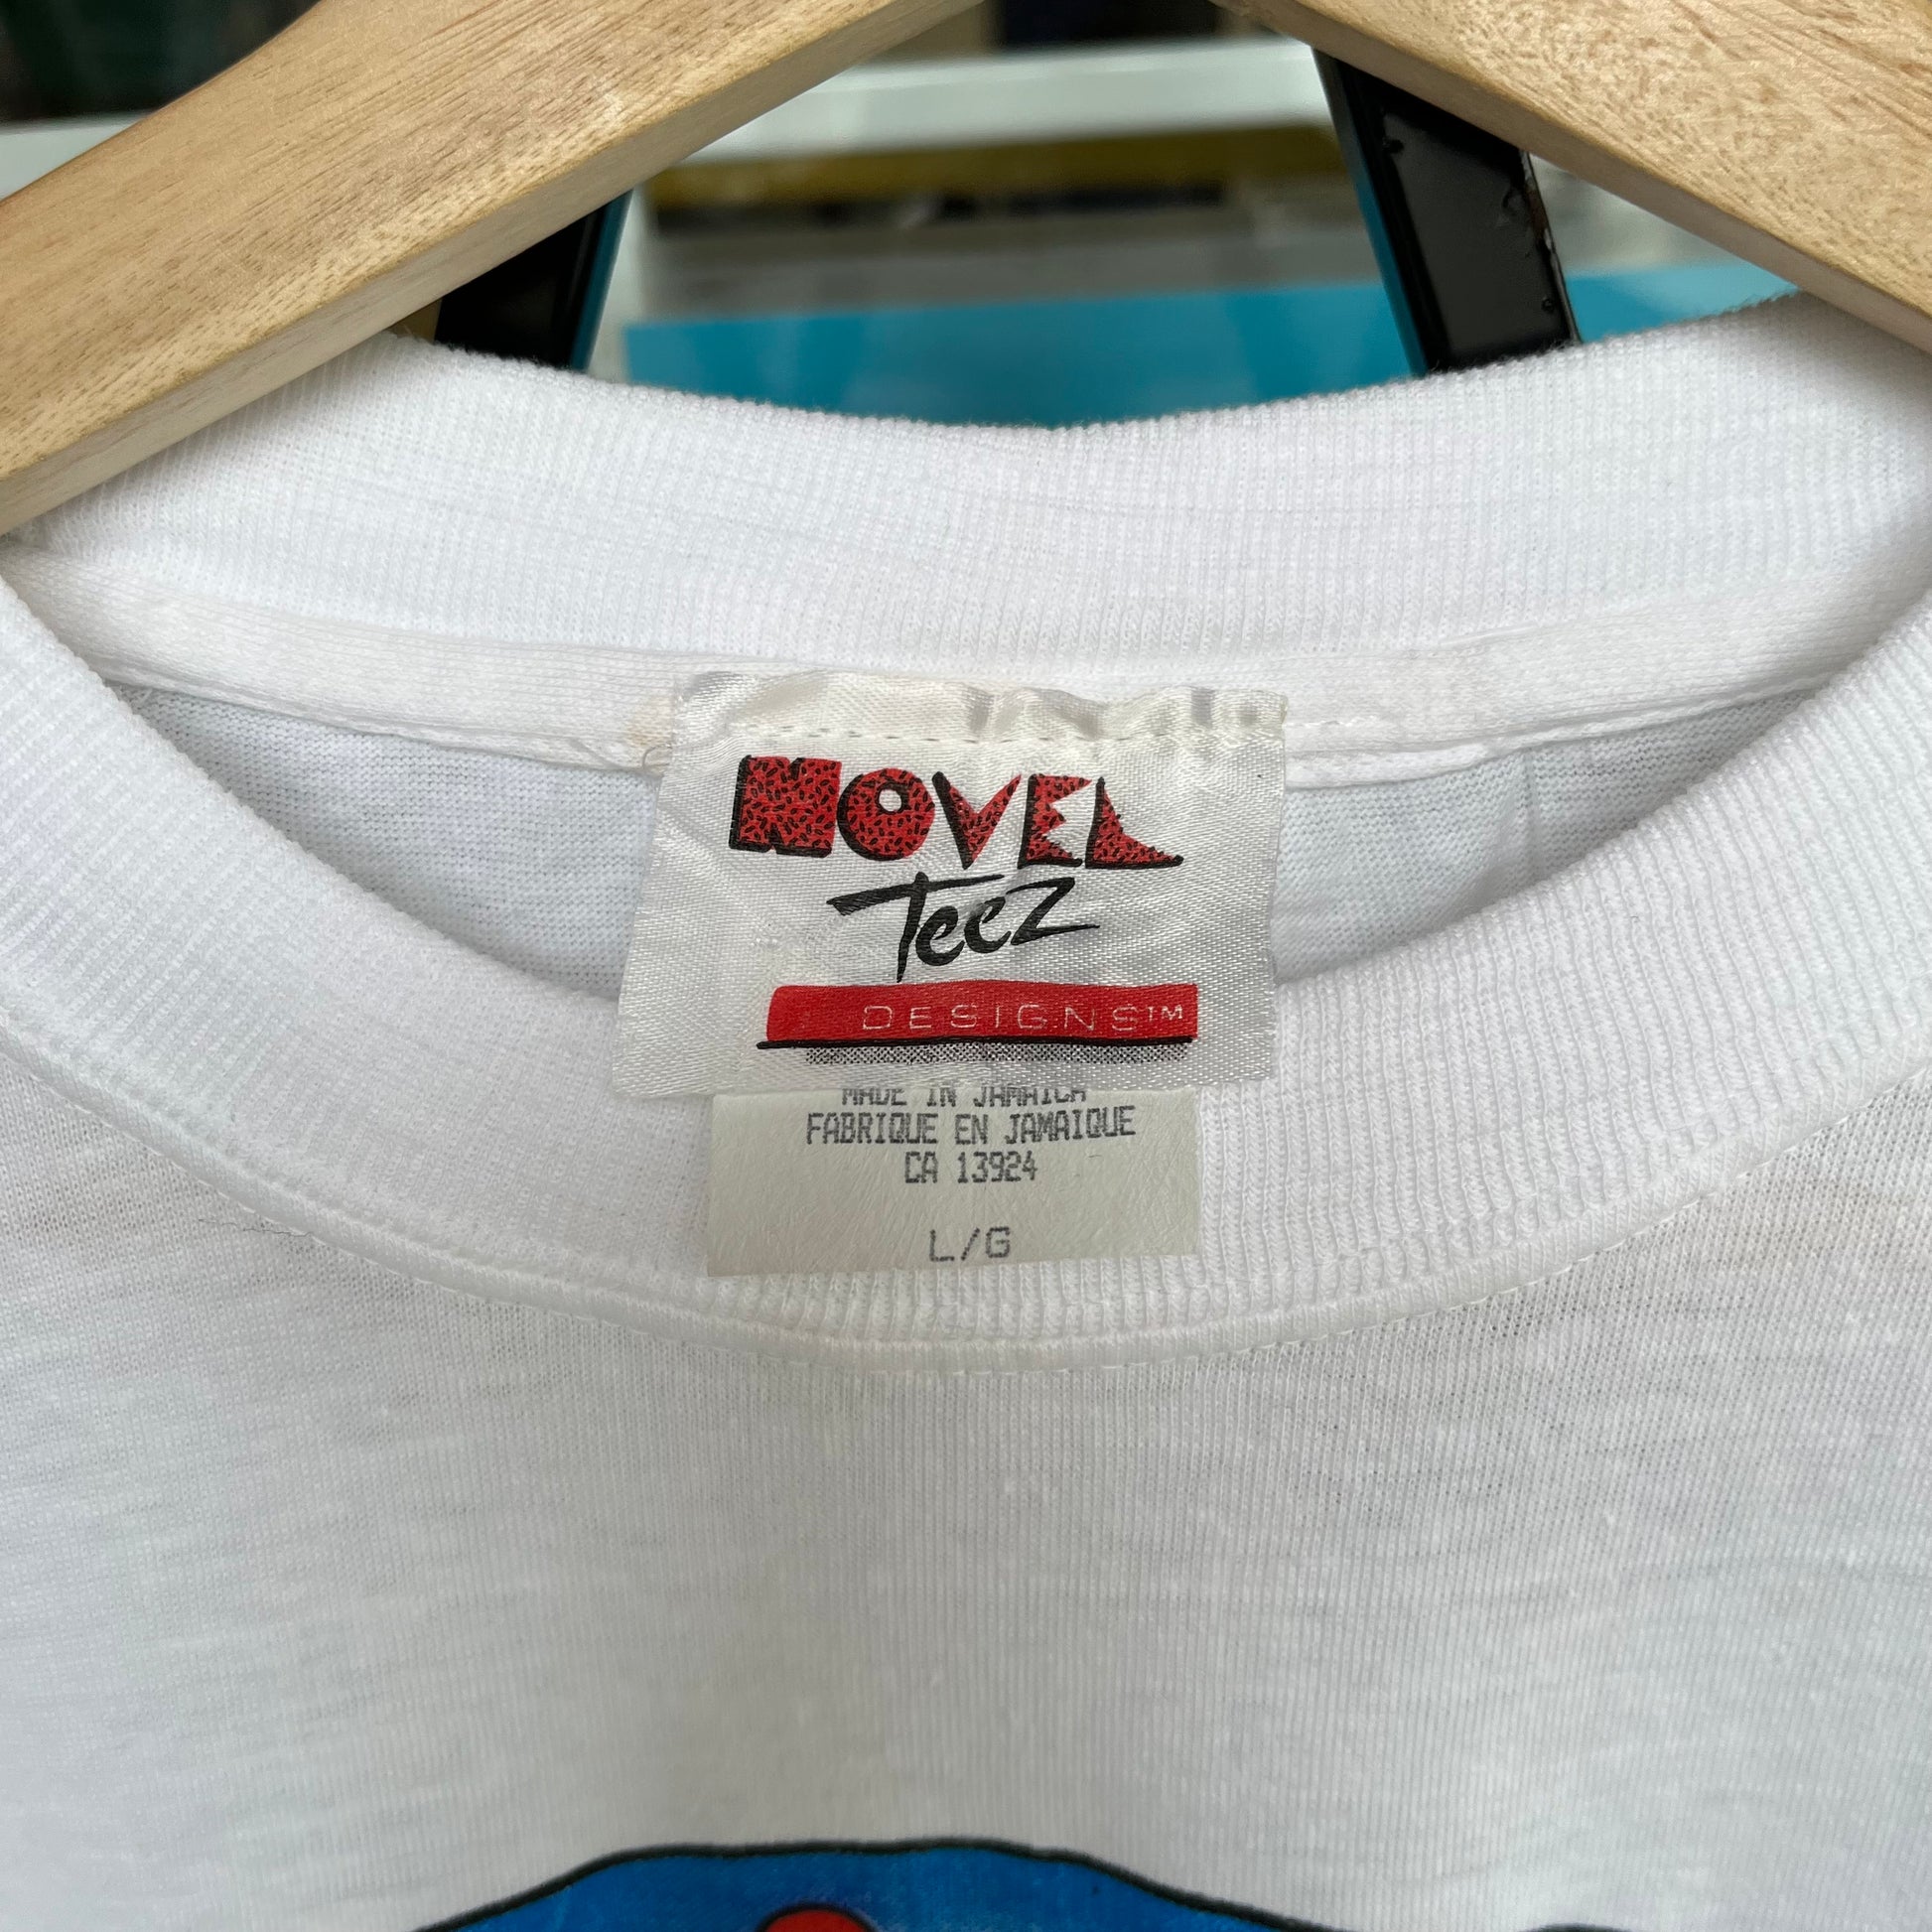 NOVEL
Teez
DESIGNS™
MADE IN JAMAICA
FABRIQUE EN JAMAIQUE
CA 13924
L/G